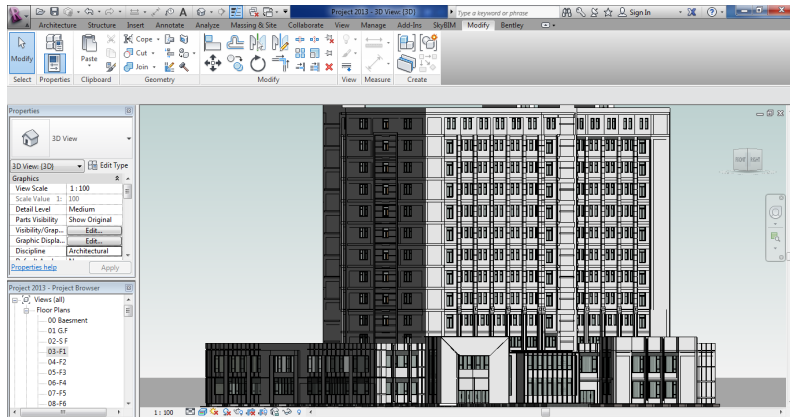 Project 2013 - 3D View: {3D}
Type a keyword or phrase
Sign In
Architecture Structure Insert Annotate Analyze Massing & Site Collaborate View Manage Add-Ins SkyBIM Modify Bentley
Modify
Paste
Cope
Cut
Join
Select Properties Clipboard Geometry Modify View Measure Create
Properties
3D View
3D View: {3D} Edit Type
Graphics
View Scale 1 : 100
Scale Value 1: 100
Detail Level Medium
Parts Visibility Show Original
Visibility/Grap... Edit...
Graphic Displa... Edit...
Discipline Architectural
Properties help Apply
Project 2013 - Project Browser
Views (all)
Floor Plans
00 Baesment
01 G.F
02-S F
03-F1
04-F2
05-F3
06-F4
07-F5
08-F6
1 : 100